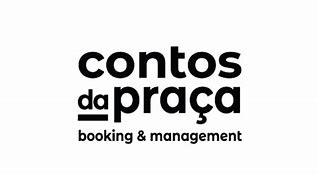 contos
da praça
booking & management